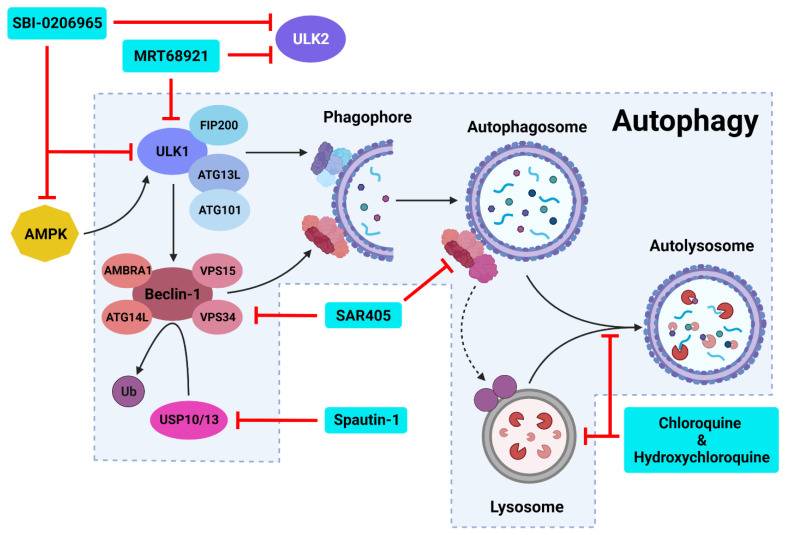 SBI-0206965
ULK2
MRT68921
Autophagy
Phagophore
Autophagosome
FIP200
ULK1
ATG13L
ATG101
AMPK
Autolysosome
AMBRA1
VPS15
Beclin-1
ATG14L
VPS34
SAR405
Ub
USP10/13
Spautin-1
Chloroquine
&
Hydroxychloroquine
Lysosome